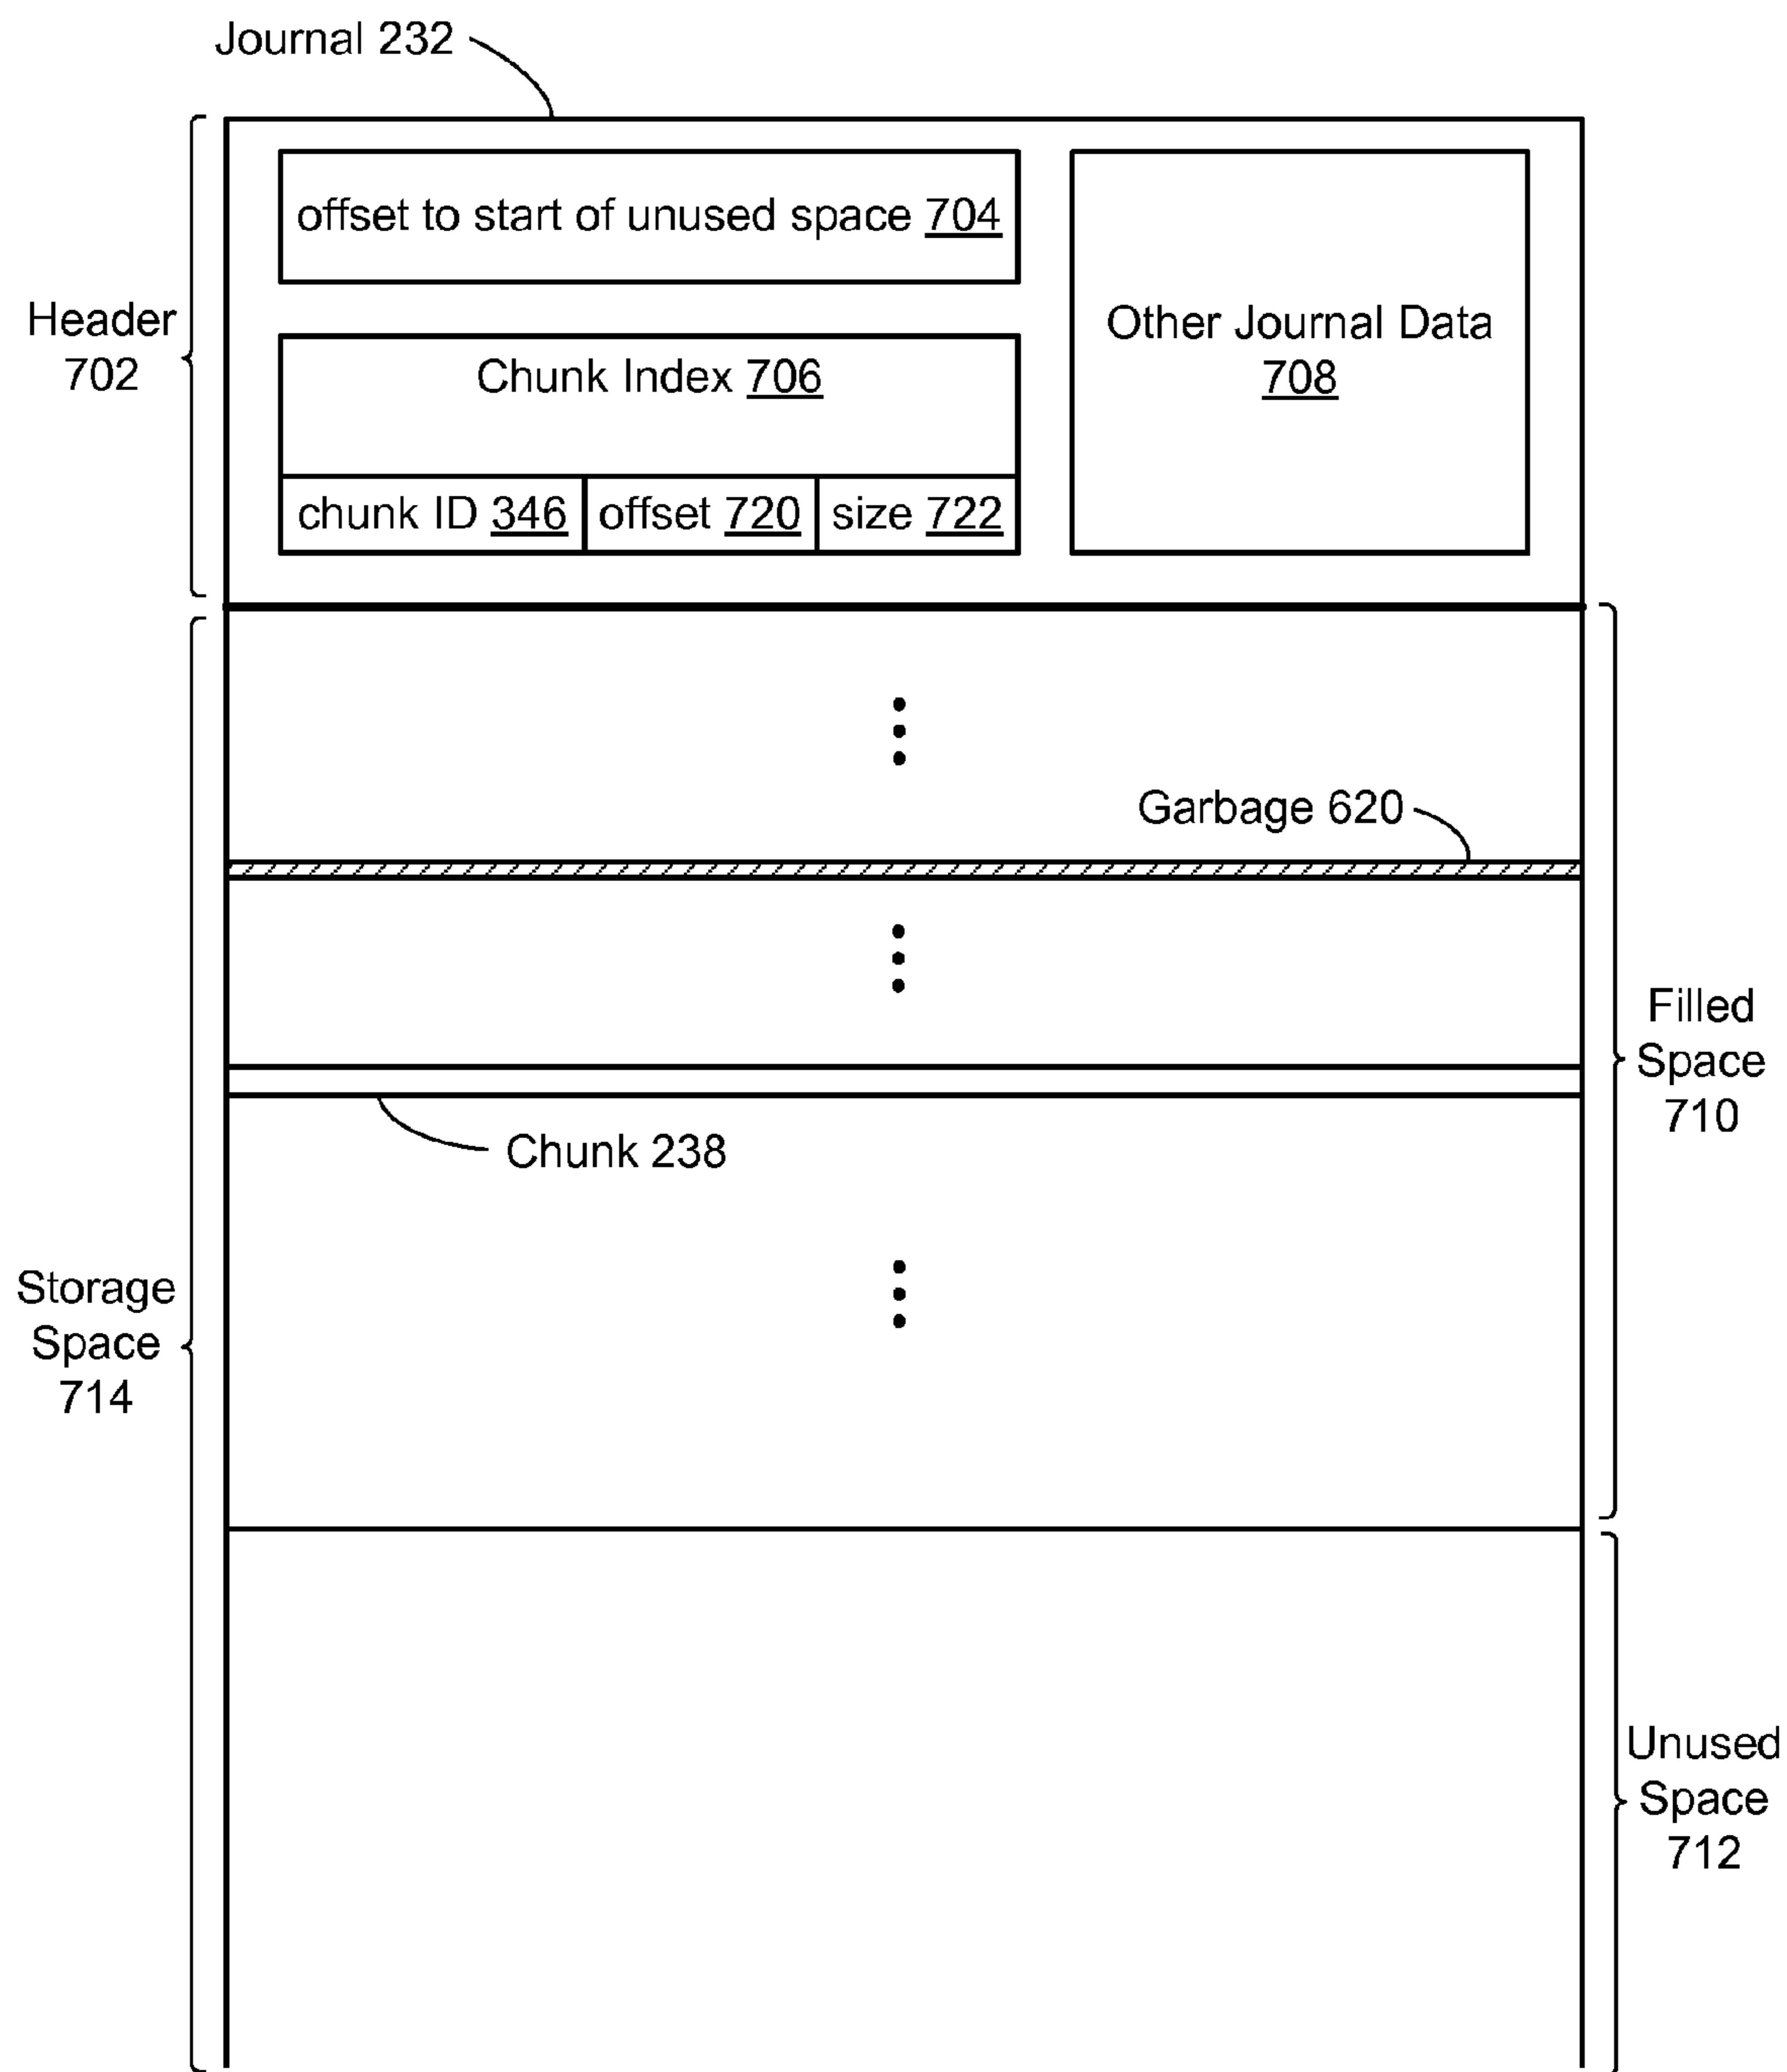 Journal 232
offset to start of unused space 704
Header
702
Chunk Index 706
chunk ID 346 offset 720 size 722
Other Journal Data
708
Garbage 620
Filled
Space
710
Chunk 238
Storage
Space
714
Unused
Space
712